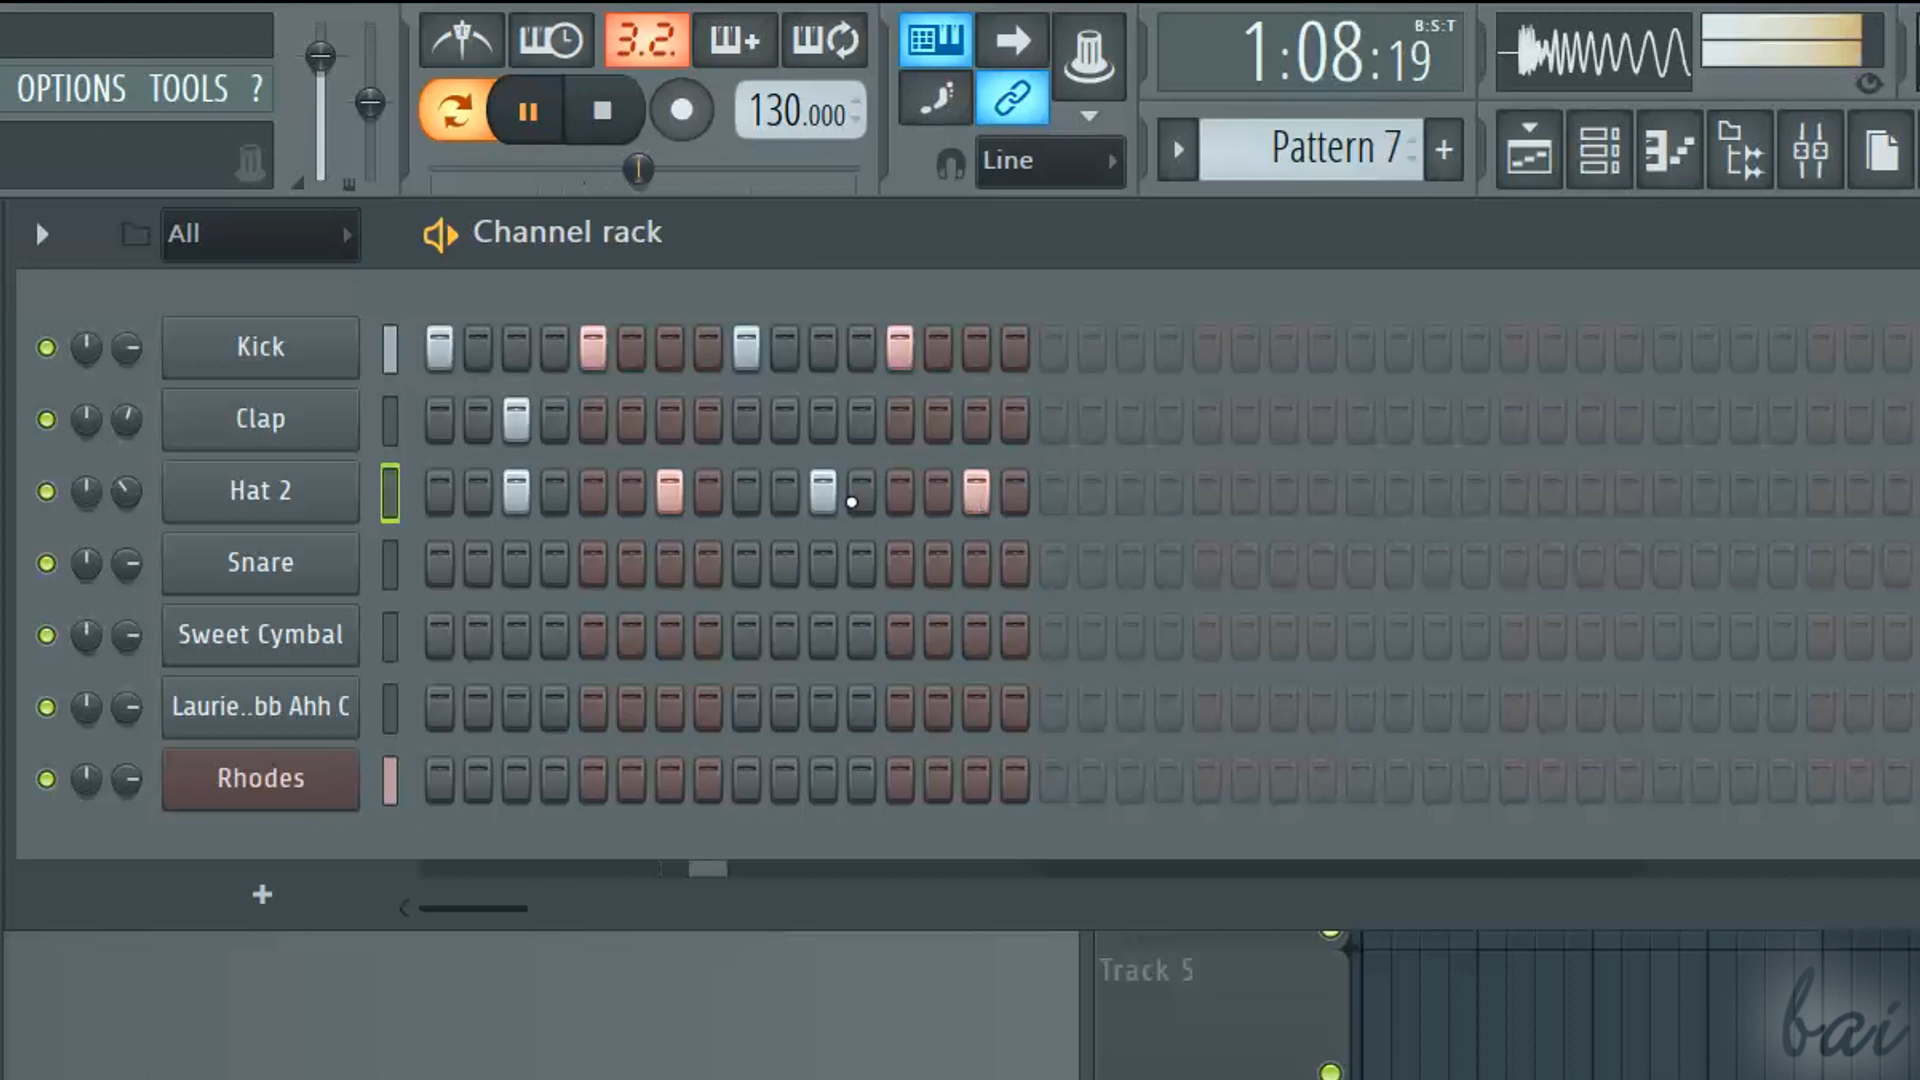 OPTIONS TOOLS ?
3.2.
130.000
Line
B:S:T
1:08:19
Pattern 7
+
All
Channel rack
Kick
Clap
Hat 2
Snare
Sweet Cymbal
Laurie..bb Ahh C
Rhodes
+
Track 5
bai